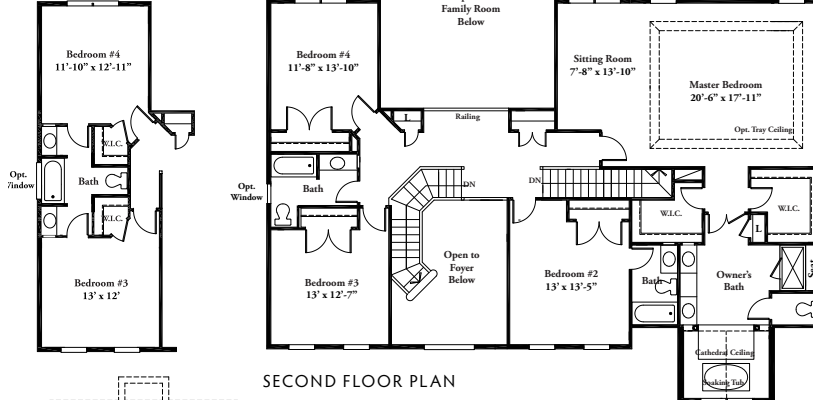 Bedroom #4
11'-10" x 12'-11"
W.I.C.
Opt.
Window
Bath
W.I.C.
Bedroom #3
13' x 12'
Family Room
Below
Bedroom #4
11'-8" x 13'-10"
Sitting Room
7'-8" x 13'-10"
Master Bedroom
20'-6" x 17'-11"
Opt. Tray Ceiling
L
Railing
Opt.
Window
Bath
DN
DN
W.I.C.
W.I.C.
L
Bedroom #3
13' x 12'-7"
Open to
Foyer
Below
Bedroom #2
13' x 13'-5"
Bath
Owner's
Bath
Seat
Cathedral Ceiling
Soaking Tub
SECOND FLOOR PLAN